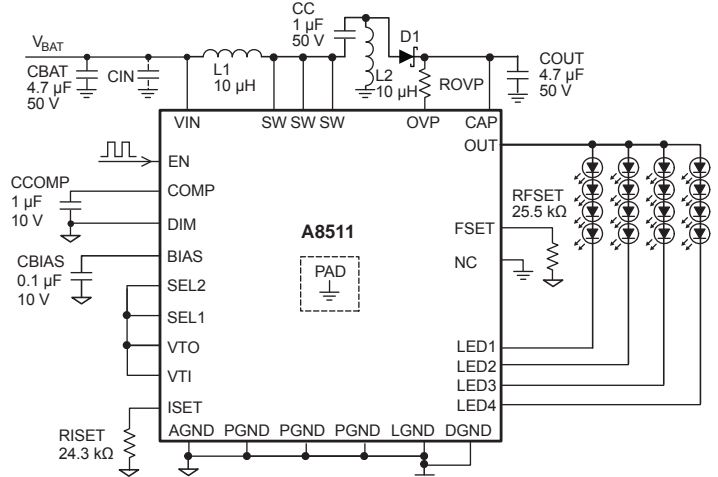 CC
1 µF
50 V
D1
V_BAT
CBAT
4.7 µF
50 V
CIN
L1
10 µH
L2
10 µH
ROVP
COUT
4.7 µF
50 V
VIN
SW SW SW
OVP
CAP
OUT
EN
CCOMP
1 µF
10 V
COMP
DIM
RFSET
25.5 kΩ
A8511
FSET
CBIAS
0.1 µF
10 V
BIAS
PAD
NC
SEL2
SEL1
VTO
VTI
LED1
LED2
LED3
LED4
ISET
RISET
24.3 kΩ
AGND PGND PGND PGND LGND DGND